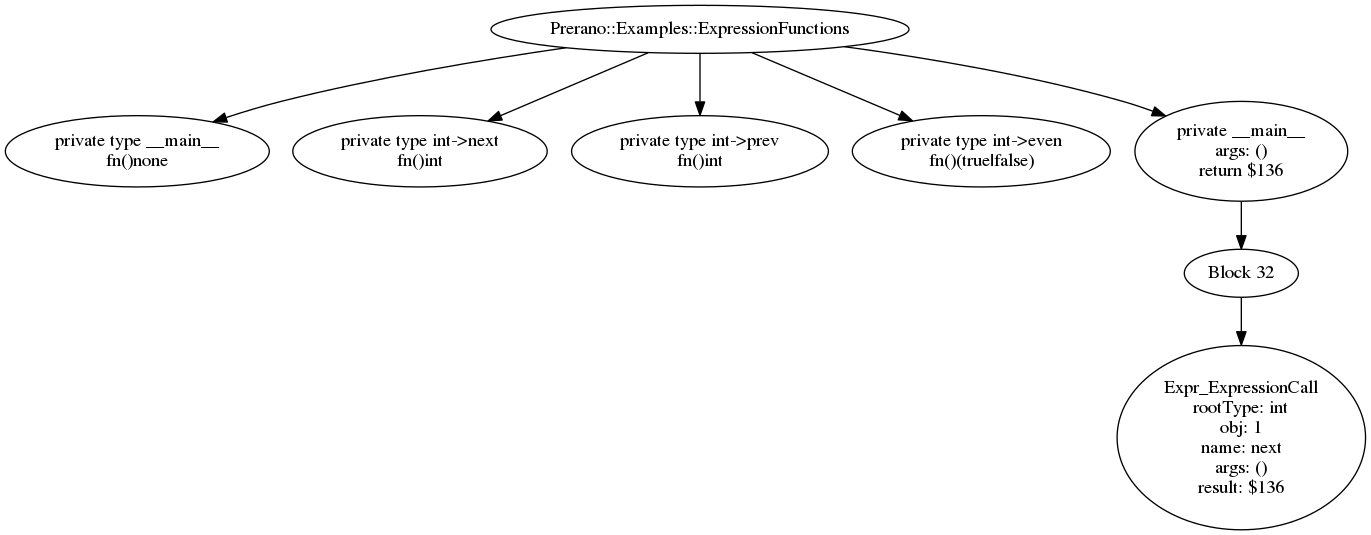 Prerano::Examples::ExpressionFunctions
private type __main__
fn()none
private type int->next
fn()int
private type int->prev
fn()int
private type int->even
fn()(true|false)
private __main__
args: ()
return $136
Block 32
Expr_ExpressionCall
rootType: int
obj: 1
name: next
args: ()
result: $136